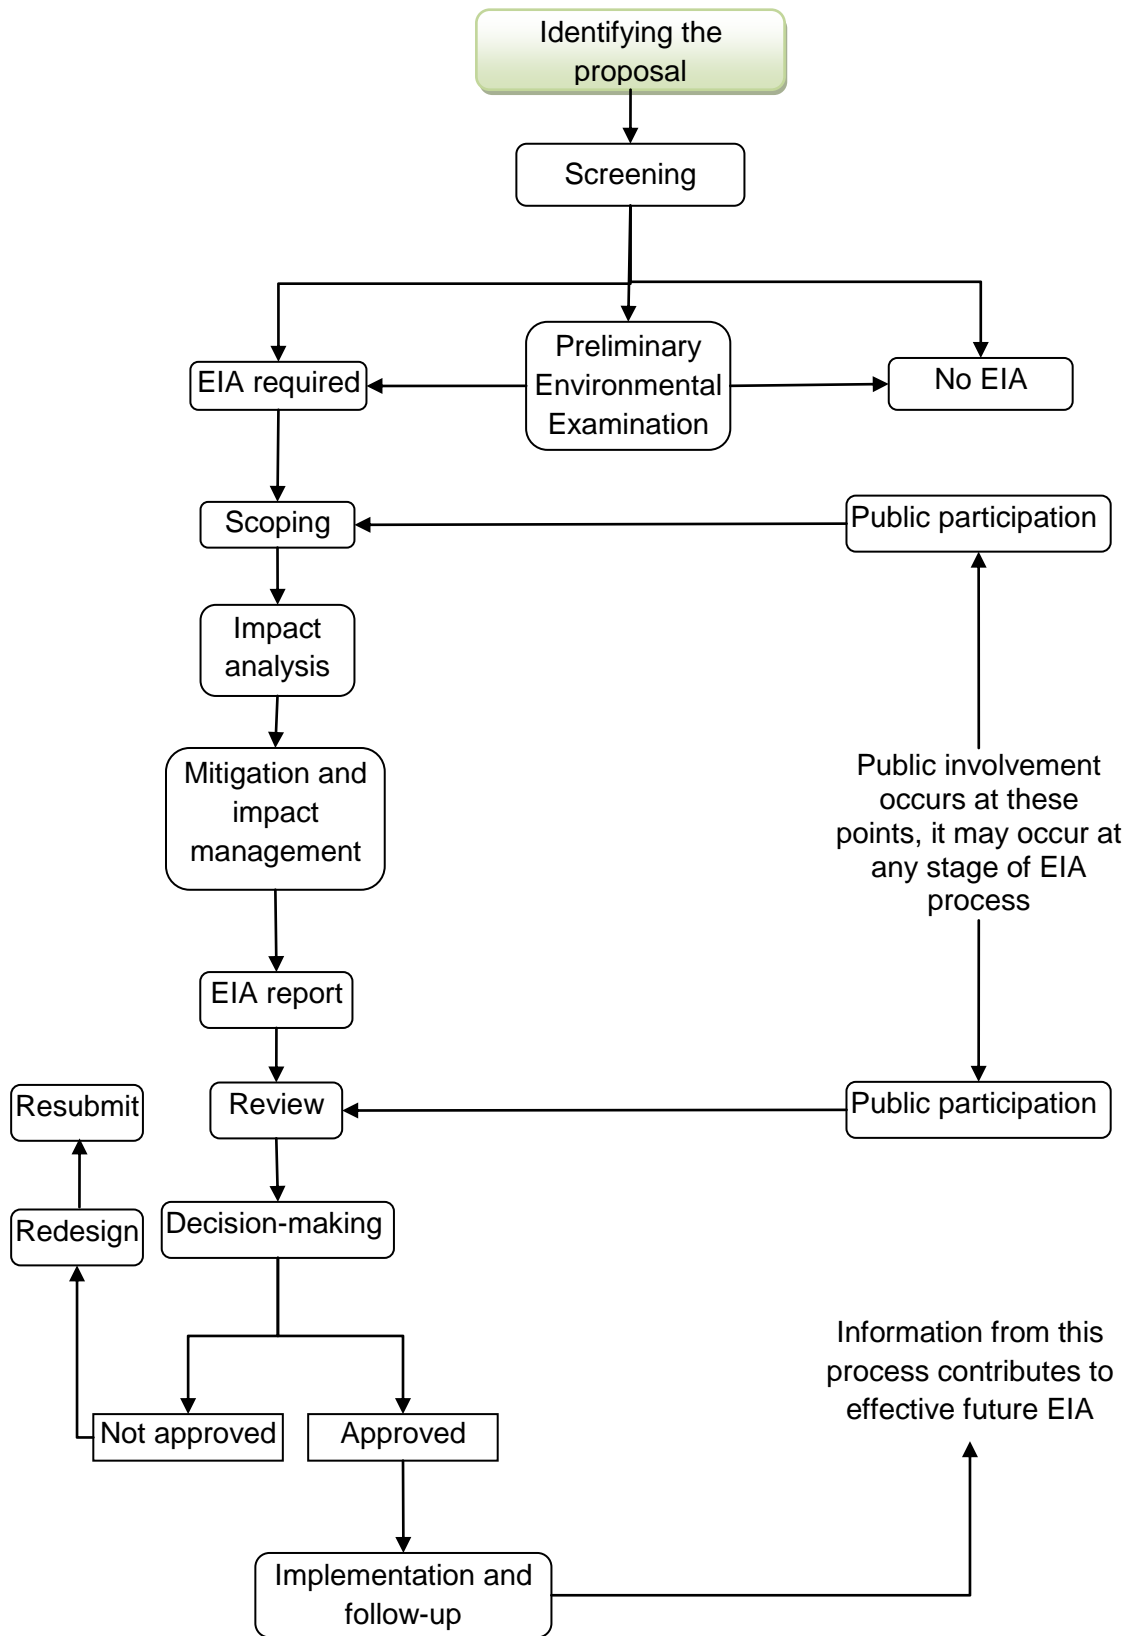 Identifying the
proposal
Screening
Preliminary
Environmental
Examination
EIA required
No EIA
Scoping
Public participation
Impact
analysis
Mitigation and
impact
management
Public involvement
occurs at these
points, it may occur at
any stage of EIA
process
EIA report
Resubmit
Review
Public participation
Redesign
Decision-making
Information from this
process contributes to
effective future EIA
Not approved
Approved
Implementation and
follow-up